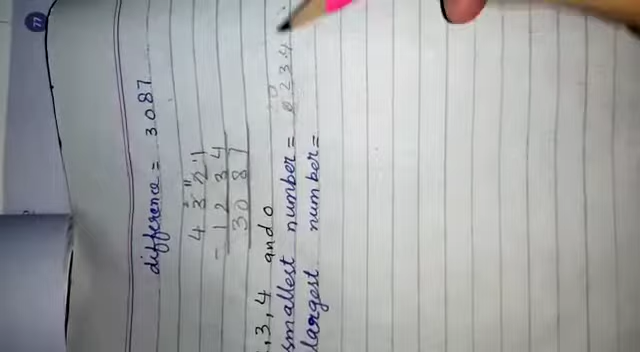 77
difference = 3087
4 3 2 1
- 1 2 3 4
3 0 8 7
, 3, 4 and 0
smallest number = 0234
largest number =